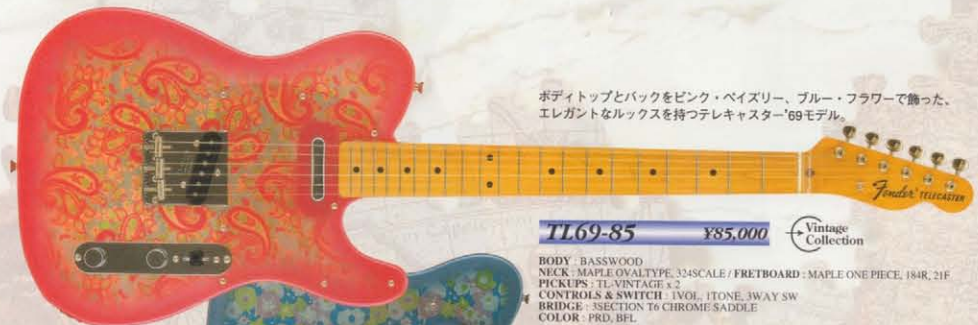 ボディトップとバックをピンク・ペイズリー、ブルー・フラワーで飾った、
エレガントなルックスを持つテレキャスター'69モデル。
Fender TELECASTER
TL69-85 ¥85,000
Vintage
Collection
BODY : BASSWOOD
NECK : MAPLE OVALTYPE, 324SCALE / FRETBOARD : MAPLE ONE PIECE, 184R, 21F
PICKUPS : TL-VINTAGE x 2
CONTROLS & SWITCH : 1VOL, 1TONE, 3WAY SW
BRIDGE : 3SECTION T6 CHROME SADDLE
COLOR : PRD, BFL